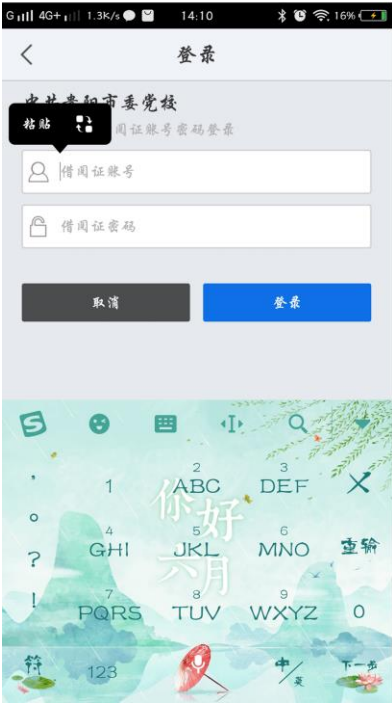 G 4G+ 1.3K/s 14:10 16%
登录
中共贵阳市委党校
粘贴
阅证账号密码登录
借阅证账号
借阅证密码
取消 登录
, 1 2 ABC 3 DEF
。 4 GHI 5 JKL 6 MNO 重输
?
! 7 PQRS 8 TUV 9 WXYZ 0
你好
六月
符 123 中/英 下一步